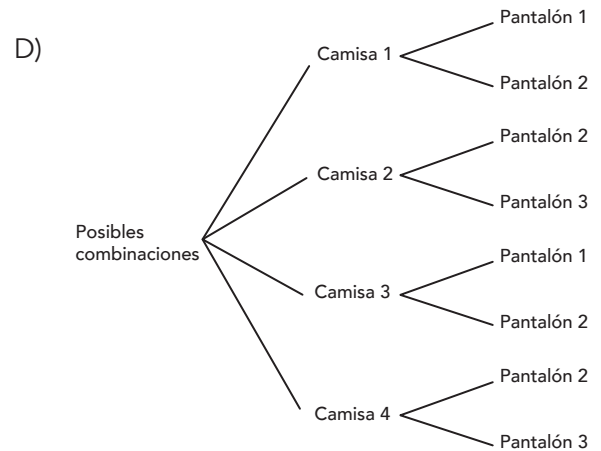 D)
Posibles
combinaciones
Camisa 1
Pantalón 1
Pantalón 2
Camisa 2
Pantalón 2
Pantalón 3
Camisa 3
Pantalón 1
Pantalón 2
Camisa 4
Pantalón 2
Pantalón 3